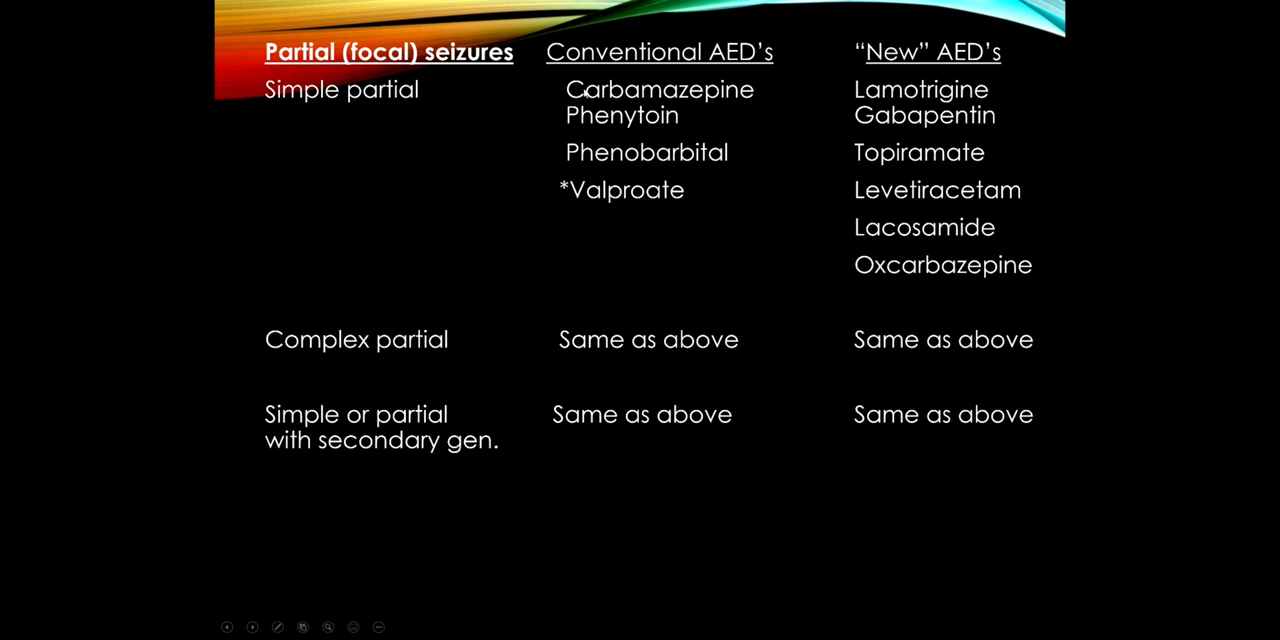 Partial (focal) seizures Conventional AED's “New” AED's
Simple partial Carbamazepine Lamotrigine
Phenytoin Gabapentin
Phenobarbital Topiramate
*Valproate Levetiracetam
Lacosamide
Oxcarbazepine
Complex partial Same as above Same as above
Simple or partial Same as above Same as above
with secondary gen.